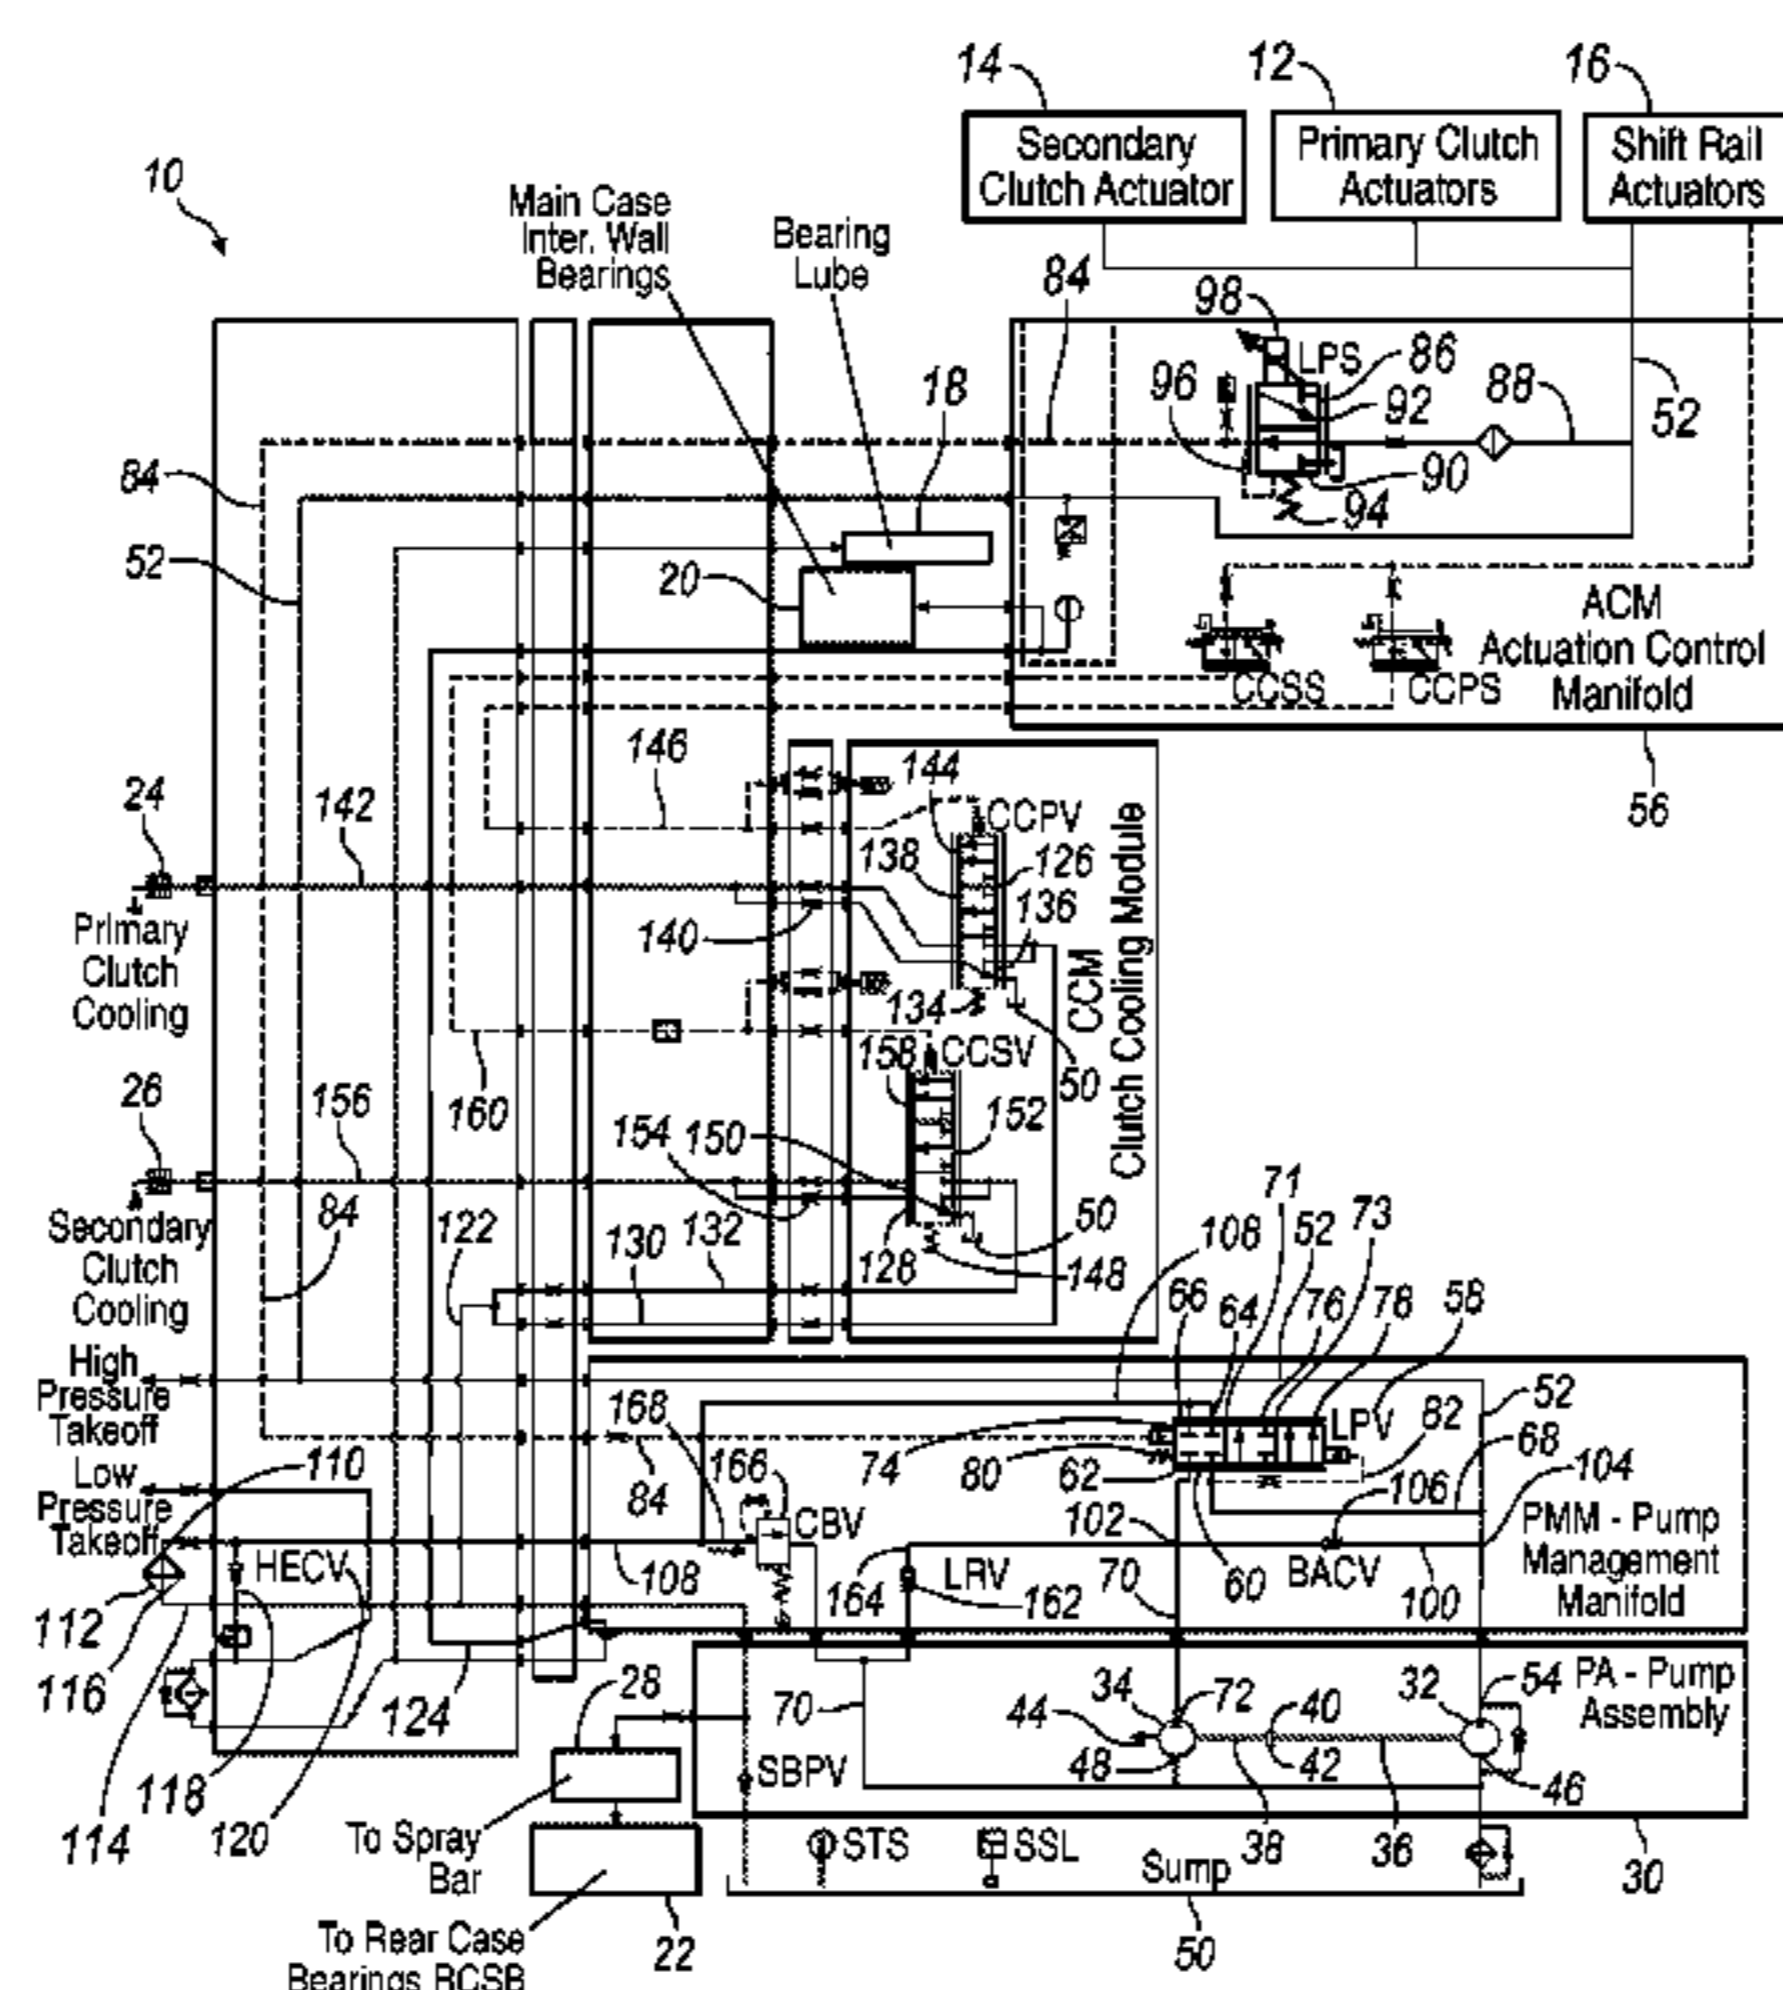 14
12
16
Secondary
Clutch Actuator
Primary Clutch
Actuators
Shift Rail
Actuators
10
Main Case
Inter. Wall
Bearings
Bearing
Lube
84
98
LPS
86
96
92
88
52
18
90
94
84
52
20
ACM
Actuation Control
Manifold
CCSS
CCPS
56
146
144
CCPV
24
142
138
126
136
140
Primary
Clutch
Cooling
134
CCM
Clutch Cooling Module
158
CCSV
50
26
156
160
154
150
152
Secondary
Clutch
Cooling
84
122
130
132
128
148
50
71
108
52
73
66
64
76
78
58
High
Pressure
Takeoff
168
74
80
62
LPV
82
52
68
Low
Pressure
Takeoff
110
84
166
CBV
102
106
104
PMM - Pump
Management
Manifold
HECV
108
164
LRV
162
70
60
BACV
100
112
116
124
28
70
34
72
40
32
54
PA - Pump
Assembly
44
48
42
46
114
118
120
SBPV
To Spray
Bar
STS
SSL
Sump
38
36
30
To Rear Case
Bearings RCSB
22
50